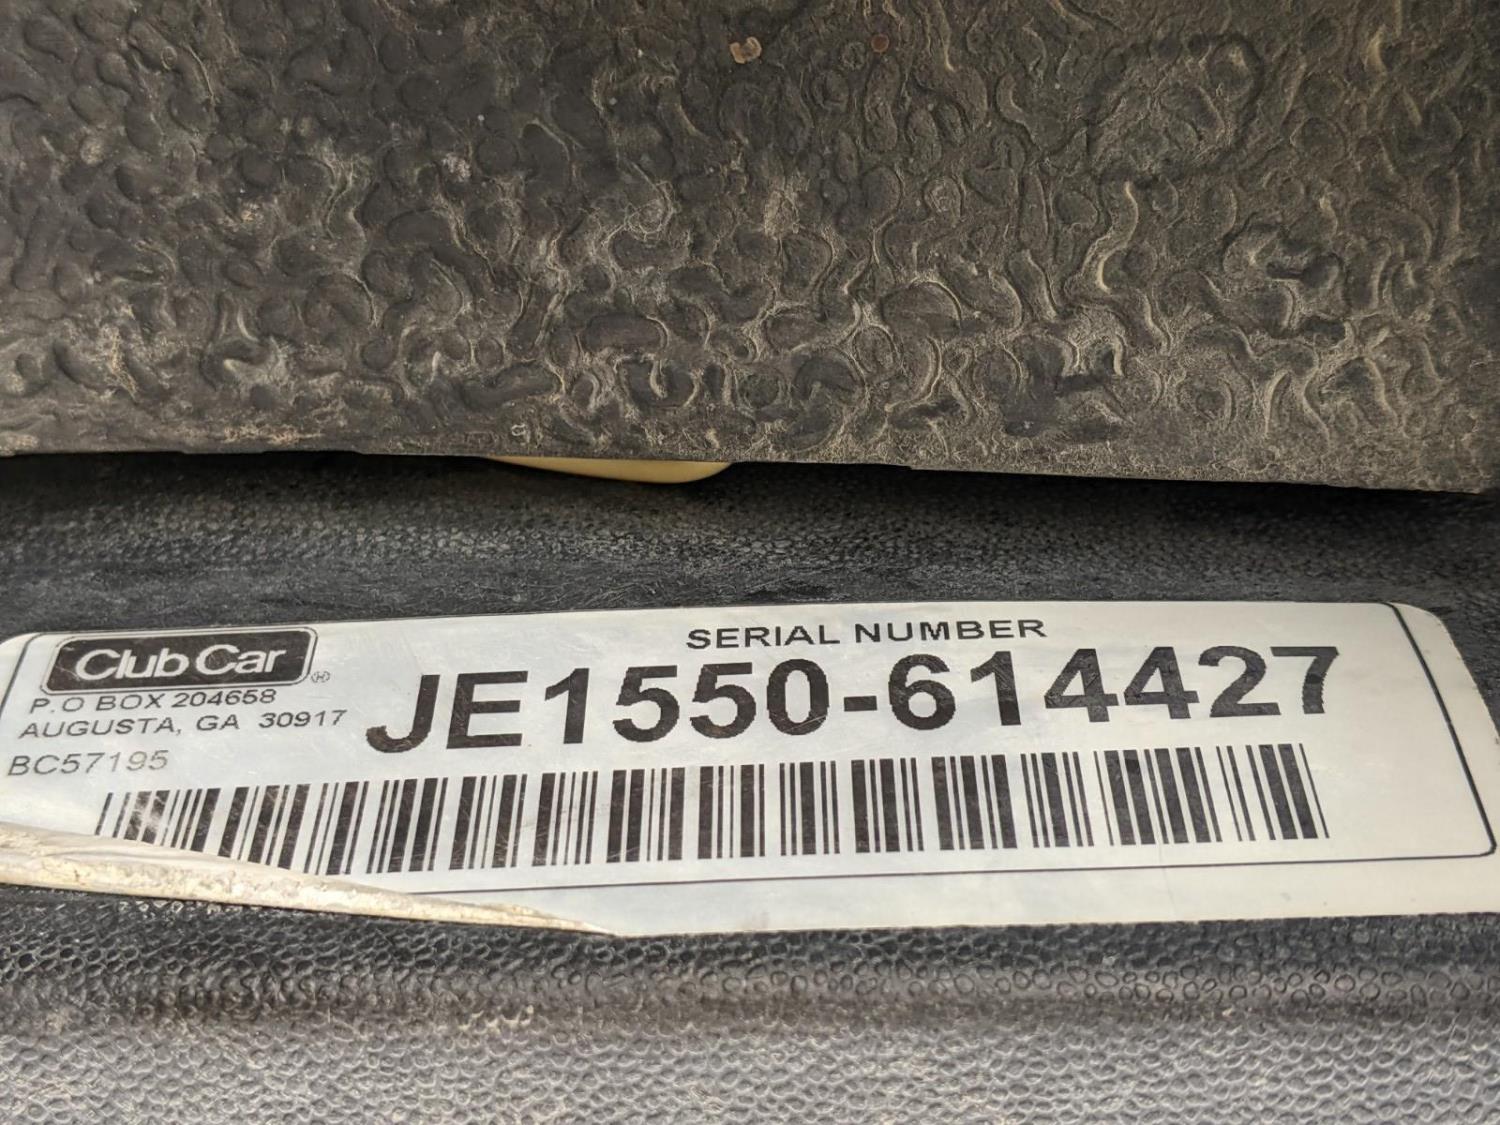 Club Car
P.O BOX 204658
AUGUSTA, GA 30917
BC57195
SERIAL NUMBER
JE1550-614427